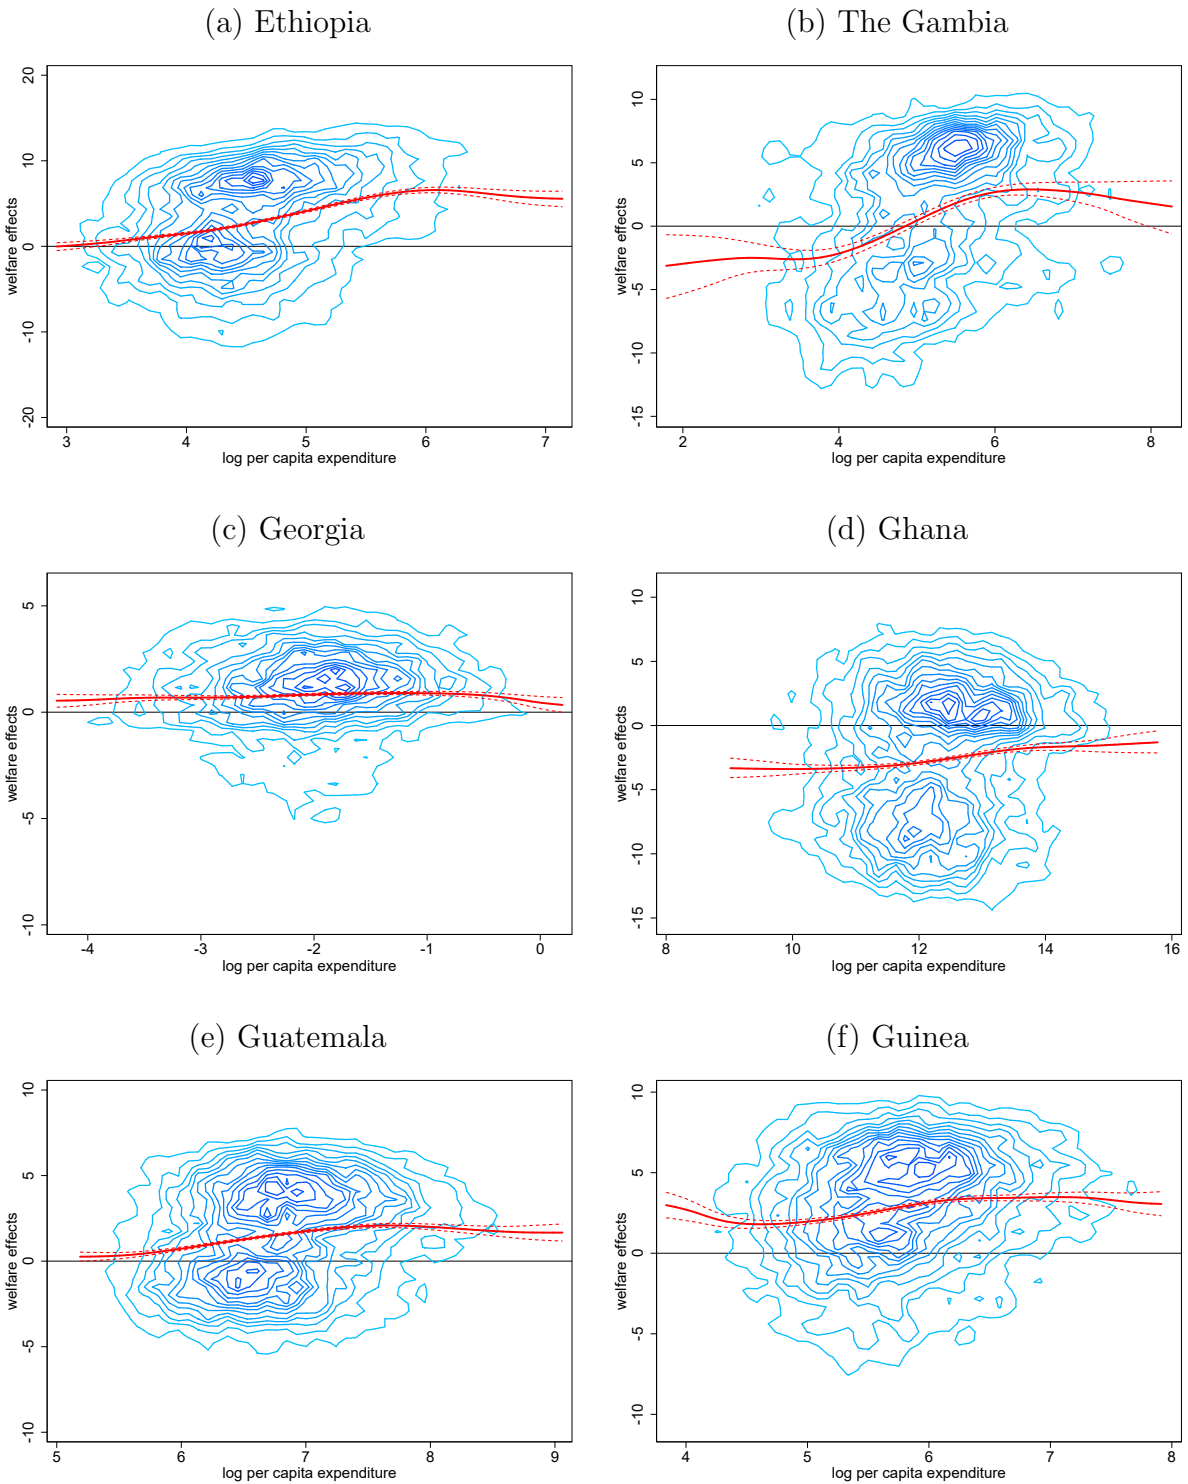 (a) Ethiopia
(b) The Gambia
welfare effects
20
10
0
-10
-20
3 4 5 6 7
log per capita expenditure
welfare effects
10
5
0
-5
-10
-15
2 4 6 8
log per capita expenditure
(c) Georgia
(d) Ghana
welfare effects
5
0
-5
-10
-4 -3 -2 -1 0
log per capita expenditure
welfare effects
10
5
0
-5
-10
-15
8 10 12 14 16
log per capita expenditure
(e) Guatemala
(f) Guinea
welfare effects
10
5
0
-5
-10
5 6 7 8 9
log per capita expenditure
welfare effects
10
5
0
-5
-10
4 5 6 7 8
log per capita expenditure